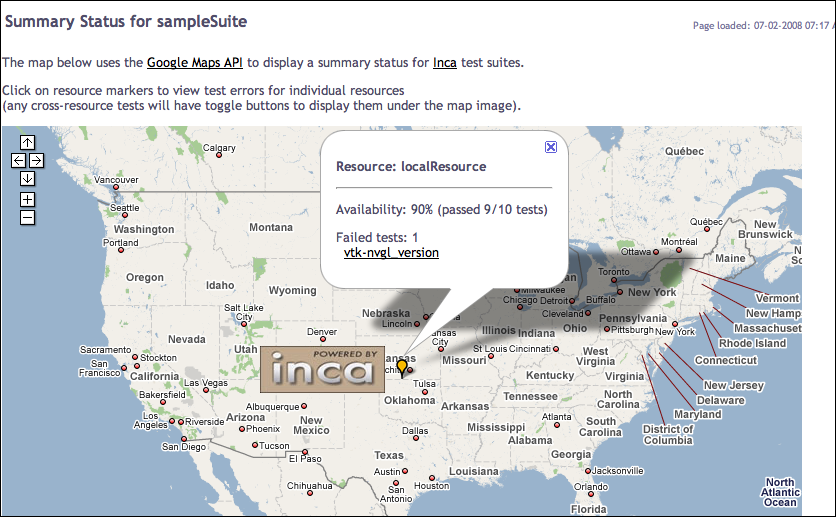 Summary Status for sampleSuite
Page loaded: 07-02-2008 07:17
The map below uses the Google Maps API to display a summary status for Inca test suites.
Click on resource markers to view test errors for individual resources
(any cross-resource tests will have toggle buttons to display them under the map image).
Resource: localResource
Availability: 90% (passed 9/10 tests)
Failed tests: 1
vtk-nvgl_version
Calgary
Québec
Vancouver
Seattle
Washington
Montana
Portland
Québec
New
Brunswick
Ottawa
Montréal
Maine
Oregon
Idaho
Wyoming
Toronto
Milwaukee
New York
Vermont
Chicago
Detroit
Buffalo
New Hamp
Salt Lake
City
Nebraska
Lincoln
Cleveland
Pennsylvania
Massachuset
Nevada
Utah
Denver
Illinois
Indiana
Ohio
Pittsburgh
New York
Rhode Island
Sacramento
Stockton
San
Francisco
California
POWERED BY
inca
Kansas
City
Missouri
St Louis
Cincinnati
West
Virginia
Connecticut
Las Vegas
Tulsa
Kentucky
Virginia
New Jersey
Bakersfield
Oklahoma
Arkansas
Tennessee
North
Carolina
Delaware
Maryland
Albuquerque
Los
Angeles
Riverside
Arizona
Phoenix
New
Mexico
Dallas
Mississippi
Alabama
Atlanta
South
Carolina
District of
Columbia
San Diego
Tucson
El Paso
Texas
Georgia
Austin
Louisiana
Jacksonville
Chihuahua
San
Antonio
Houston
Orlando
Florida
North
Atlantic
Ocean